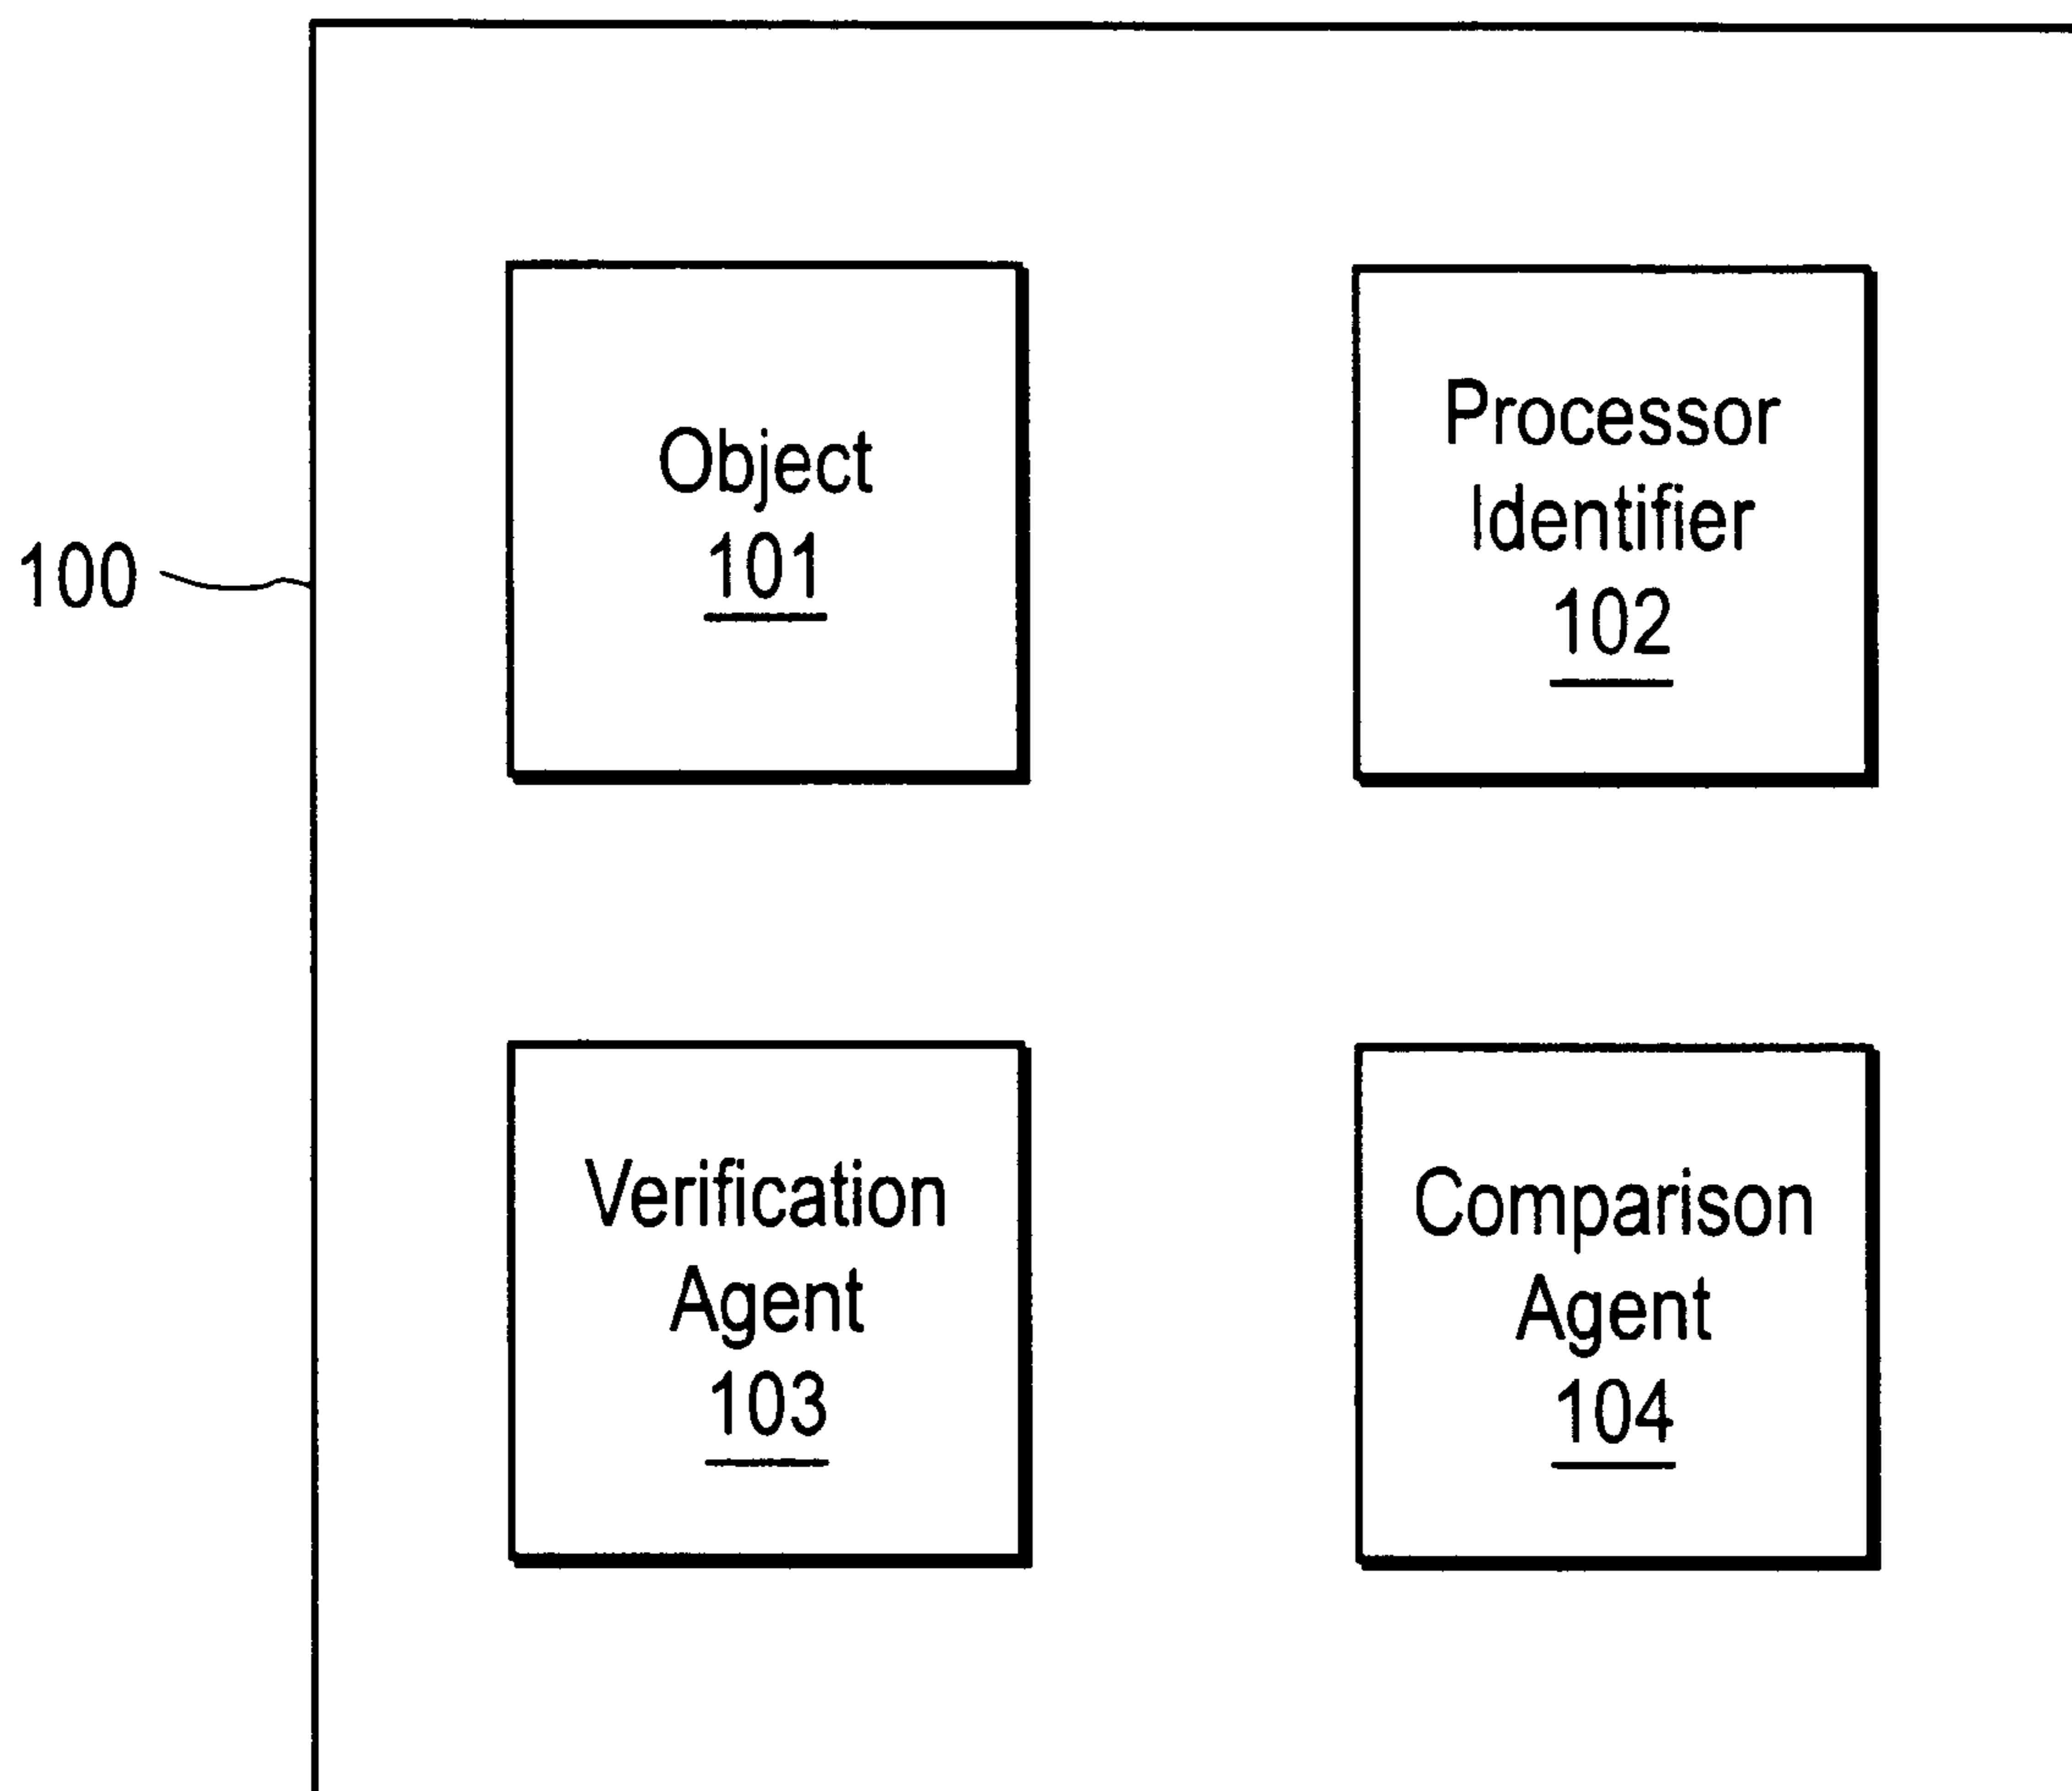 Object
101
Processor
Identifier
102
100
Verification
Agent
103
Comparison
Agent
104